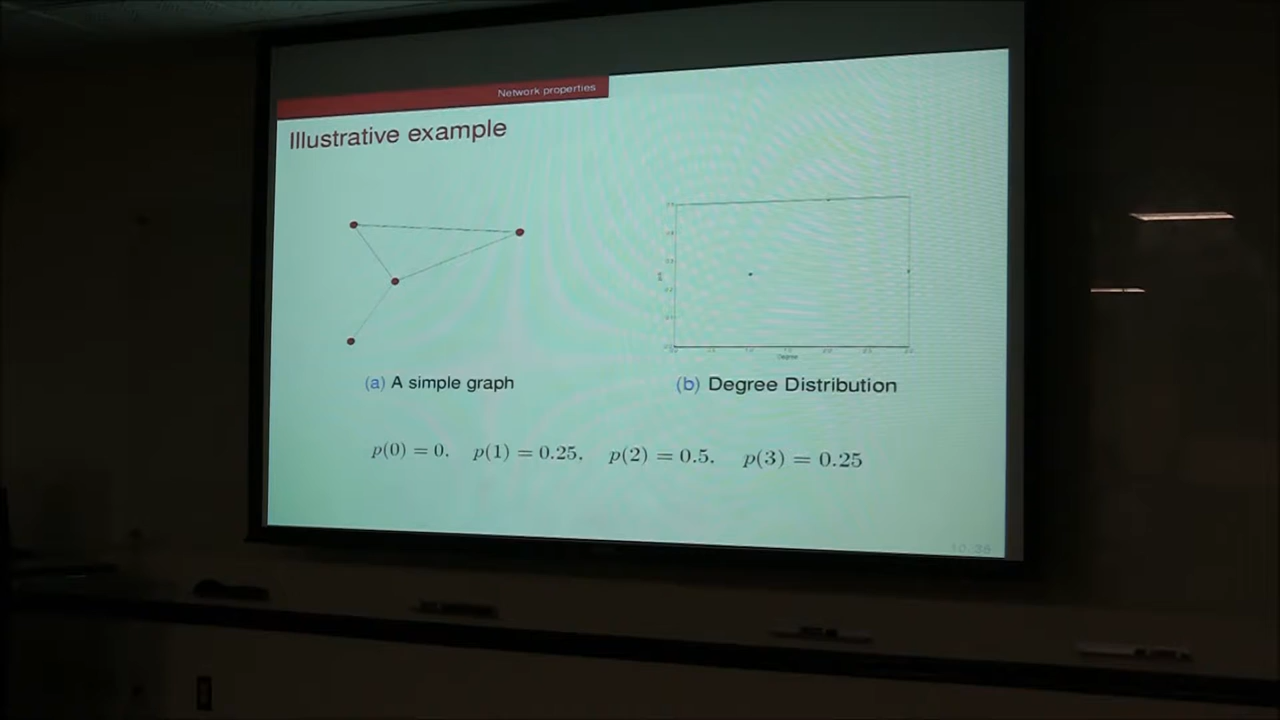 Network properties
Illustrative example
Degree
(a) A simple graph
(b) Degree Distribution
p(0) = 0, p(1) = 0.25, p(2) = 0.5, p(3) = 0.25